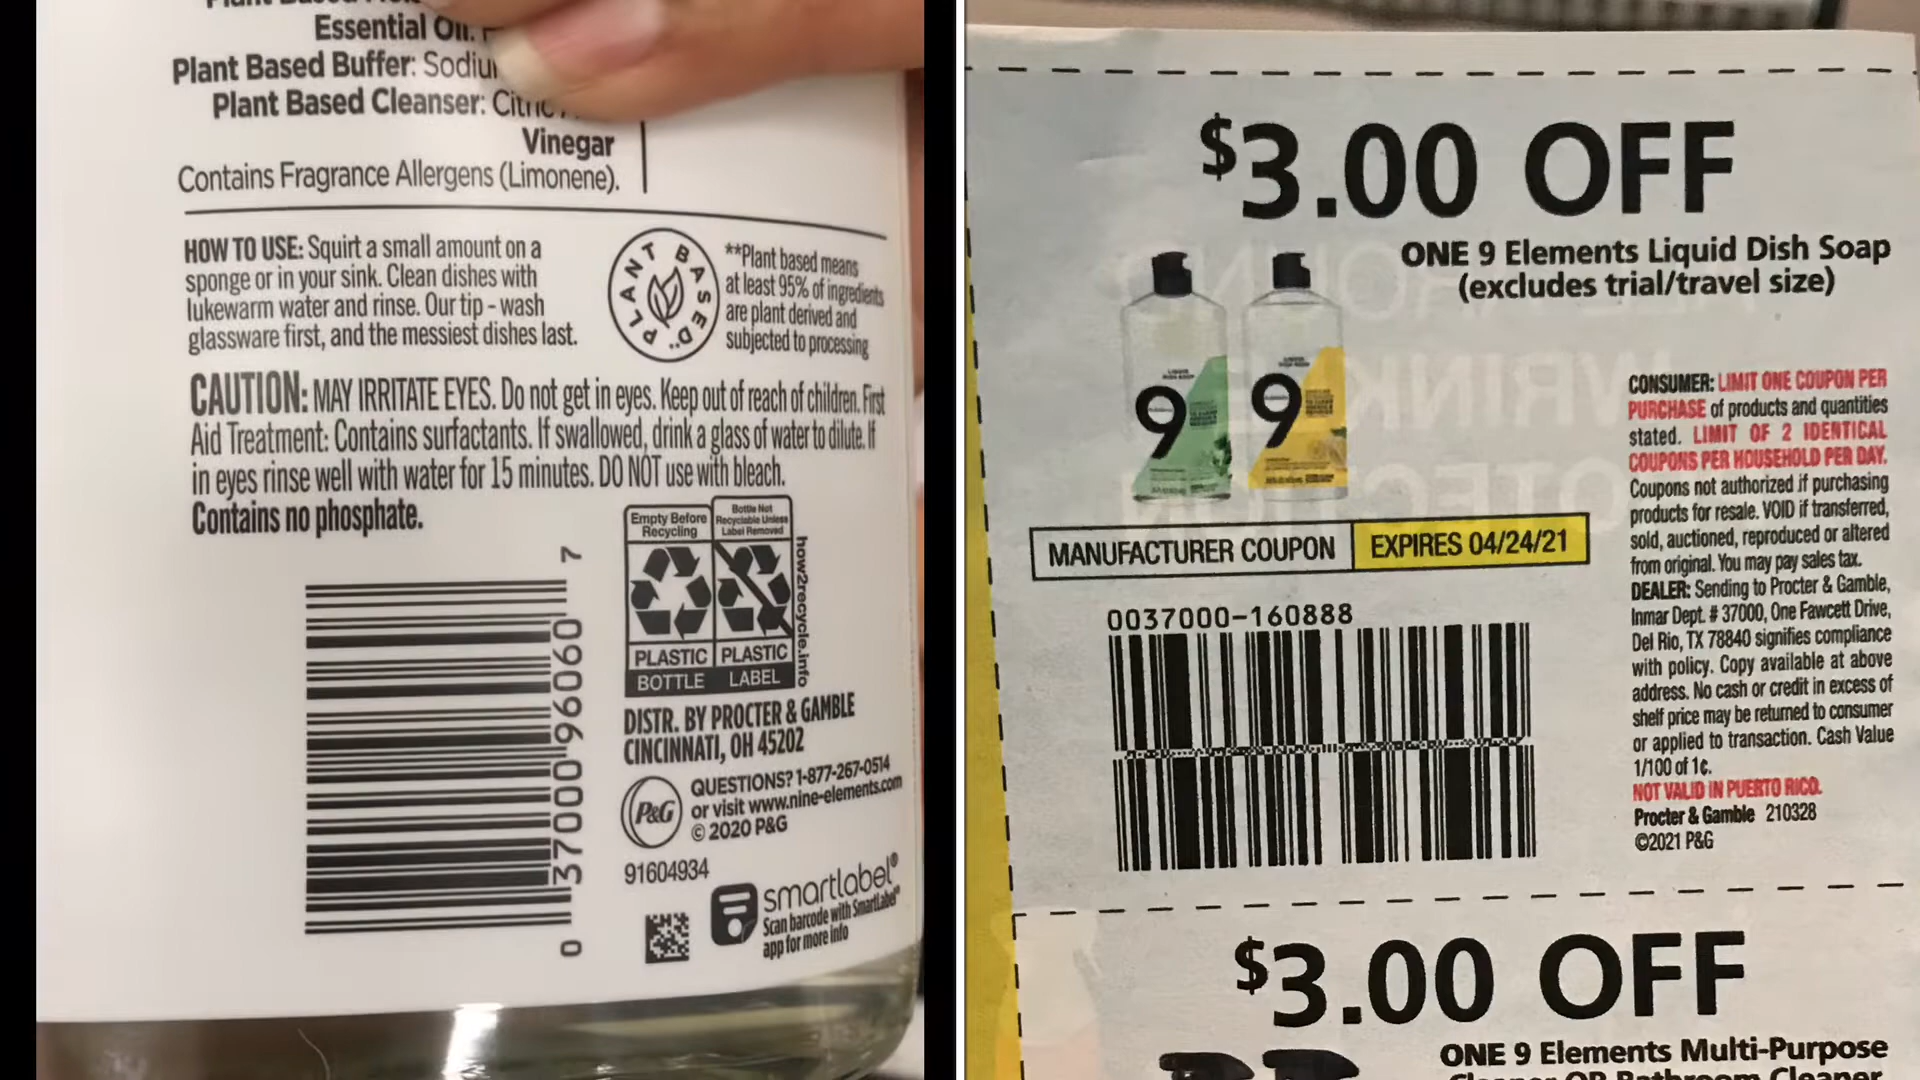 Essential Oil:
Plant Based Buffer:
Plant Based Cleanser:
Vinegar
Contains Fragrance Allergens (Limonene).
HOW TO USE: Squirt a small amount on a
sponge or in your sink. Clean dishes with
lukewarm water and rinse. Our tip - wash
glassware first, and the messiest dishes last.
PLANT BASED**
**Plant based means
at least 95% of ingredients
are plant derived and
subjected to processing
CAUTION: MAY IRRITATE EYES. Do not get in eyes. Keep out of reach of children. First
Aid Treatment: Contains surfactants. If swallowed, drink a glass of water to dilute. If
in eyes rinse well with water for 15 minutes. DO NOT use with bleach.
Contains no phosphate.
Empty Before
Recycling
Bottle Not
Recyclable Unless
Label Removed
PLASTIC
BOTTLE
PLASTIC
LABEL
how2recycle.info
0 37000 96060 7
DISTR. BY PROCTER & GAMBLE
CINCINNATI, OH 45202
P&G
QUESTIONS? 1-877-267-0514
or visit www.nine-elements.com
© 2020 P&G
91604934
smartlabel®
Scan barcode with SmartLabel®
app for more info
$3.00 OFF
ONE 9 Elements Liquid Dish Soap
(excludes trial/travel size)
9
9
MANUFACTURER COUPON
EXPIRES 04/24/21
0037000-160888
CONSUMER: LIMIT ONE COUPON PER
PURCHASE of products and quantities
stated. LIMIT OF 2 IDENTICAL
COUPONS PER HOUSEHOLD PER DAY.
Coupons not authorized if purchasing
products for resale. VOID if transferred,
sold, auctioned, reproduced or altered
from original. You may pay sales tax.
DEALER: Sending to Procter & Gamble,
Inmar Dept. # 37000, One Fawcett Drive,
Del Rio, TX 78840 signifies compliance
with policy. Copy available at above
address. No cash or credit in excess of
shelf price may be returned to consumer
or applied to transaction. Cash Value
1/100 of 1¢.
NOT VALID IN PUERTO RICO.
Procter & Gamble 210328
©2021 P&G
$3.00 OFF
ONE 9 Elements Multi-Purpose
Cleaner OR Bathroom Cleaner